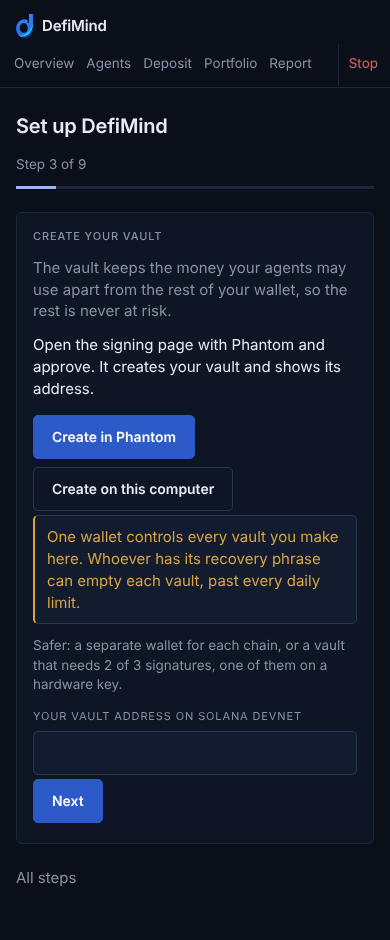 DefiMind
Overview Agents Deposit Portfolio Report Stop
Set up DefiMind
Step 3 of 9
CREATE YOUR VAULT
The vault keeps the money your agents may
use apart from the rest of your wallet, so the
rest is never at risk.
Open the signing page with Phantom and
approve. It creates your vault and shows its
address.
Create in Phantom
Create on this computer
One wallet controls every vault you make
here. Whoever has its recovery phrase
can empty each vault, past every daily
limit.
Safer: a separate wallet for each chain, or a vault
that needs 2 of 3 signatures, one of them on a
hardware key.
YOUR VAULT ADDRESS ON SOLANA DEVNET
Next
All steps